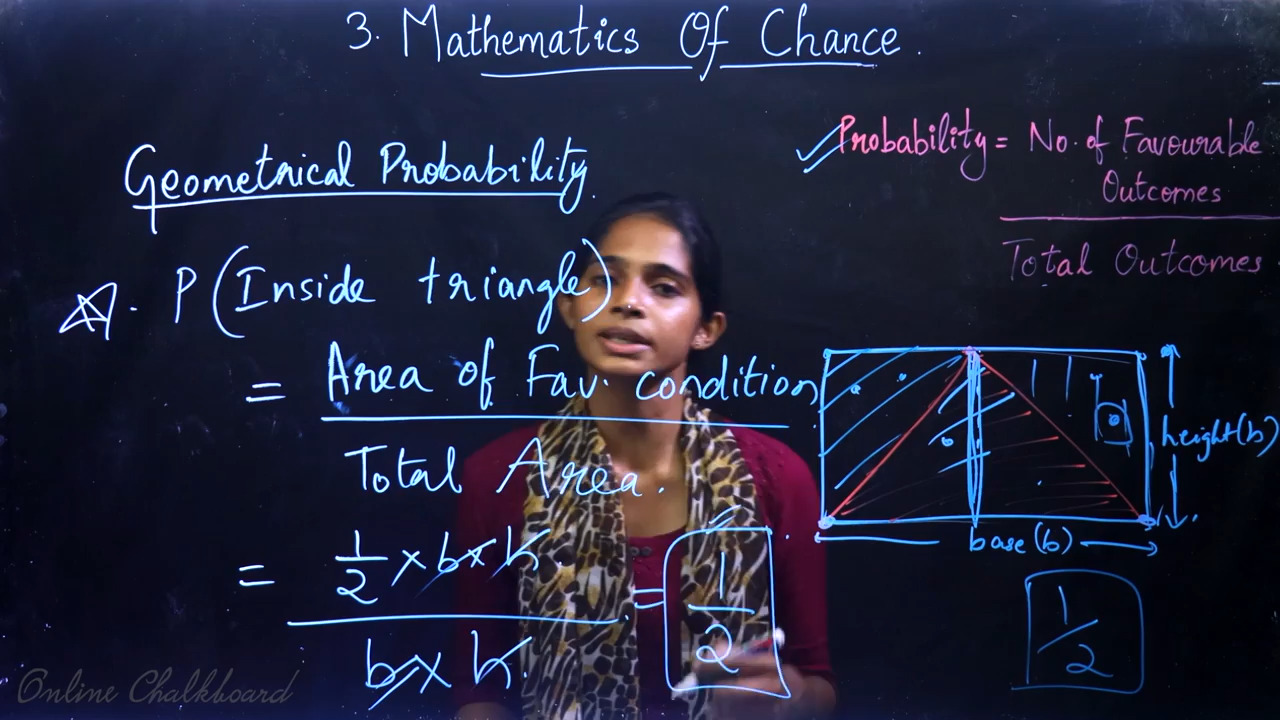 3. Mathematics Of Chance.
Geometrical Probability.
Probability = No. of Favourable
Outcomes
Total Outcomes
P (Inside triangle)
= Area of Fav. condition
Total Area.
= 1/2 × b × h = 1/2
b × h
height(h)
base (b)
1/2
Online Chalkboard